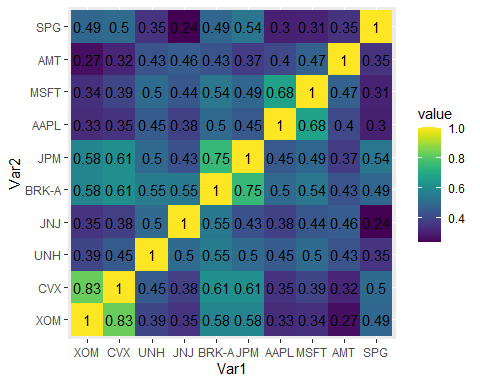 SPG 0.49 0.5 0.35 0.24 0.49 0.54 0.3 0.31 0.35 1
AMT 0.27 0.32 0.43 0.46 0.43 0.37 0.4 0.47 1 0.35
MSFT 0.34 0.39 0.5 0.44 0.54 0.49 0.68 1 0.47 0.31
AAPL 0.33 0.35 0.45 0.38 0.5 0.45 1 0.68 0.4 0.3
JPM 0.58 0.61 0.5 0.43 0.75 1 0.45 0.49 0.37 0.54
BRK-A 0.58 0.61 0.55 0.55 1 0.75 0.5 0.54 0.43 0.49
JNJ 0.35 0.38 0.5 1 0.55 0.43 0.38 0.44 0.46 0.24
UNH 0.39 0.45 1 0.5 0.55 0.5 0.45 0.5 0.43 0.35
CVX 0.83 1 0.45 0.38 0.61 0.61 0.35 0.39 0.32 0.5
XOM 1 0.83 0.39 0.35 0.58 0.58 0.33 0.34 0.27 0.49
XOM CVX UNH JNJ BRK-A JPM AAPL MSFT AMT SPG
Var1
Var2
value
1.0
0.8
0.6
0.4